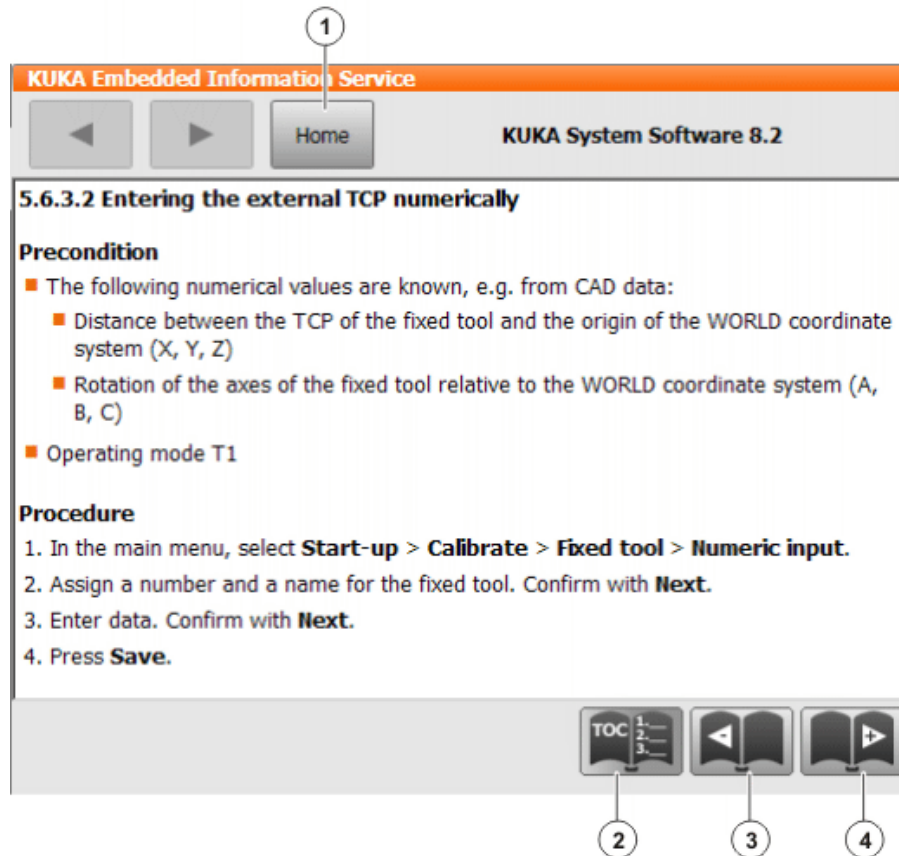 1
KUKA Embedded Information Service
Home
KUKA System Software 8.2
5.6.3.2 Entering the external TCP numerically
Precondition
The following numerical values are known, e.g. from CAD data:
Distance between the TCP of the fixed tool and the origin of the WORLD coordinate
system (X, Y, Z)
Rotation of the axes of the fixed tool relative to the WORLD coordinate system (A,
B, C)
Operating mode T1
Procedure
1. In the main menu, select Start-up > Calibrate > Fixed tool > Numeric input.
2. Assign a number and a name for the fixed tool. Confirm with Next.
3. Enter data. Confirm with Next.
4. Press Save.
TOC 1.
2.
3.
- +
2 3 4